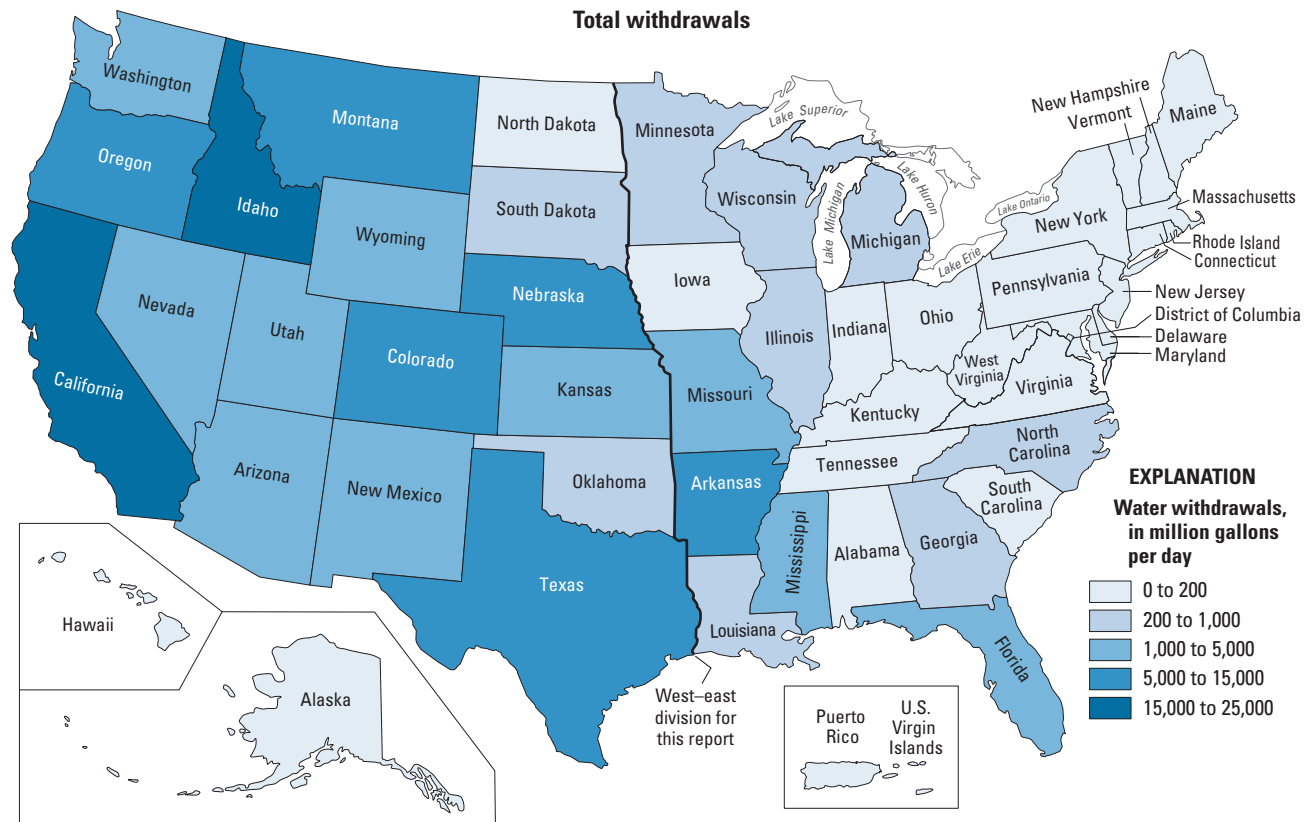 Total withdrawals
Washington
Oregon
California
Idaho
Nevada
Montana
Wyoming
Utah
Arizona
Colorado
New Mexico
North Dakota
South Dakota
Nebraska
Kansas
Oklahoma
Texas
Minnesota
Iowa
Missouri
Arkansas
Louisiana
Wisconsin
Illinois
Michigan
Indiana
Ohio
Kentucky
Tennessee
Mississippi
Alabama
Georgia
Florida
South
Carolina
North
Carolina
Virginia
West
Virginia
Pennsylvania
New York
Maine
New Hampshire
Vermont
Massachusetts
Rhode Island
Connecticut
New Jersey
District of Columbia
Delaware
Maryland
Lake Superior
Lake Michigan
Lake Huron
Lake Erie
Lake Ontario
Hawaii
Alaska
West–east
division for
this report
Puerto
Rico
U.S.
Virgin
Islands
EXPLANATION
Water withdrawals,
in million gallons
per day
0 to 200
200 to 1,000
1,000 to 5,000
5,000 to 15,000
15,000 to 25,000